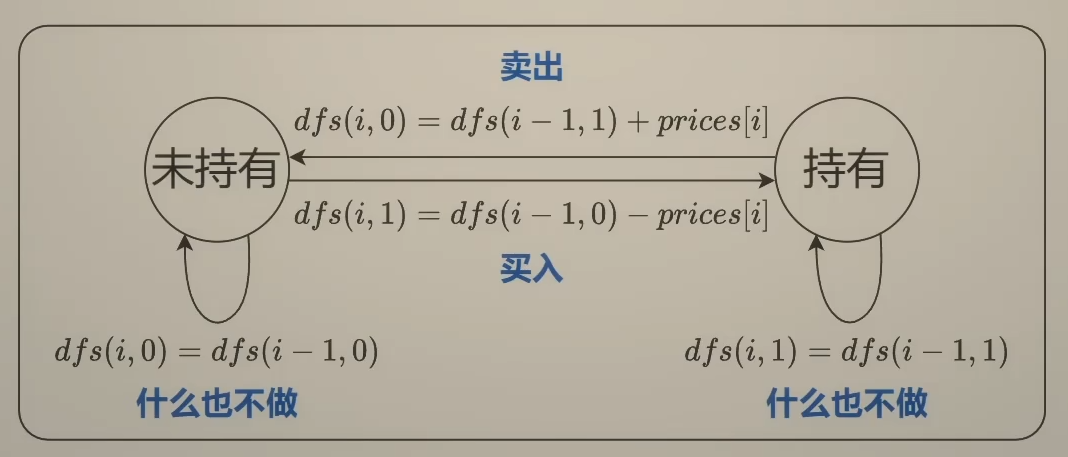 卖出
dfs(i,0) = dfs(i − 1,1) + prices[i]
未持有
持有
dfs(i,1) = dfs(i − 1,0) − prices[i]
买入
dfs(i,0) = dfs(i − 1,0)
dfs(i,1) = dfs(i − 1,1)
什么也不做
什么也不做